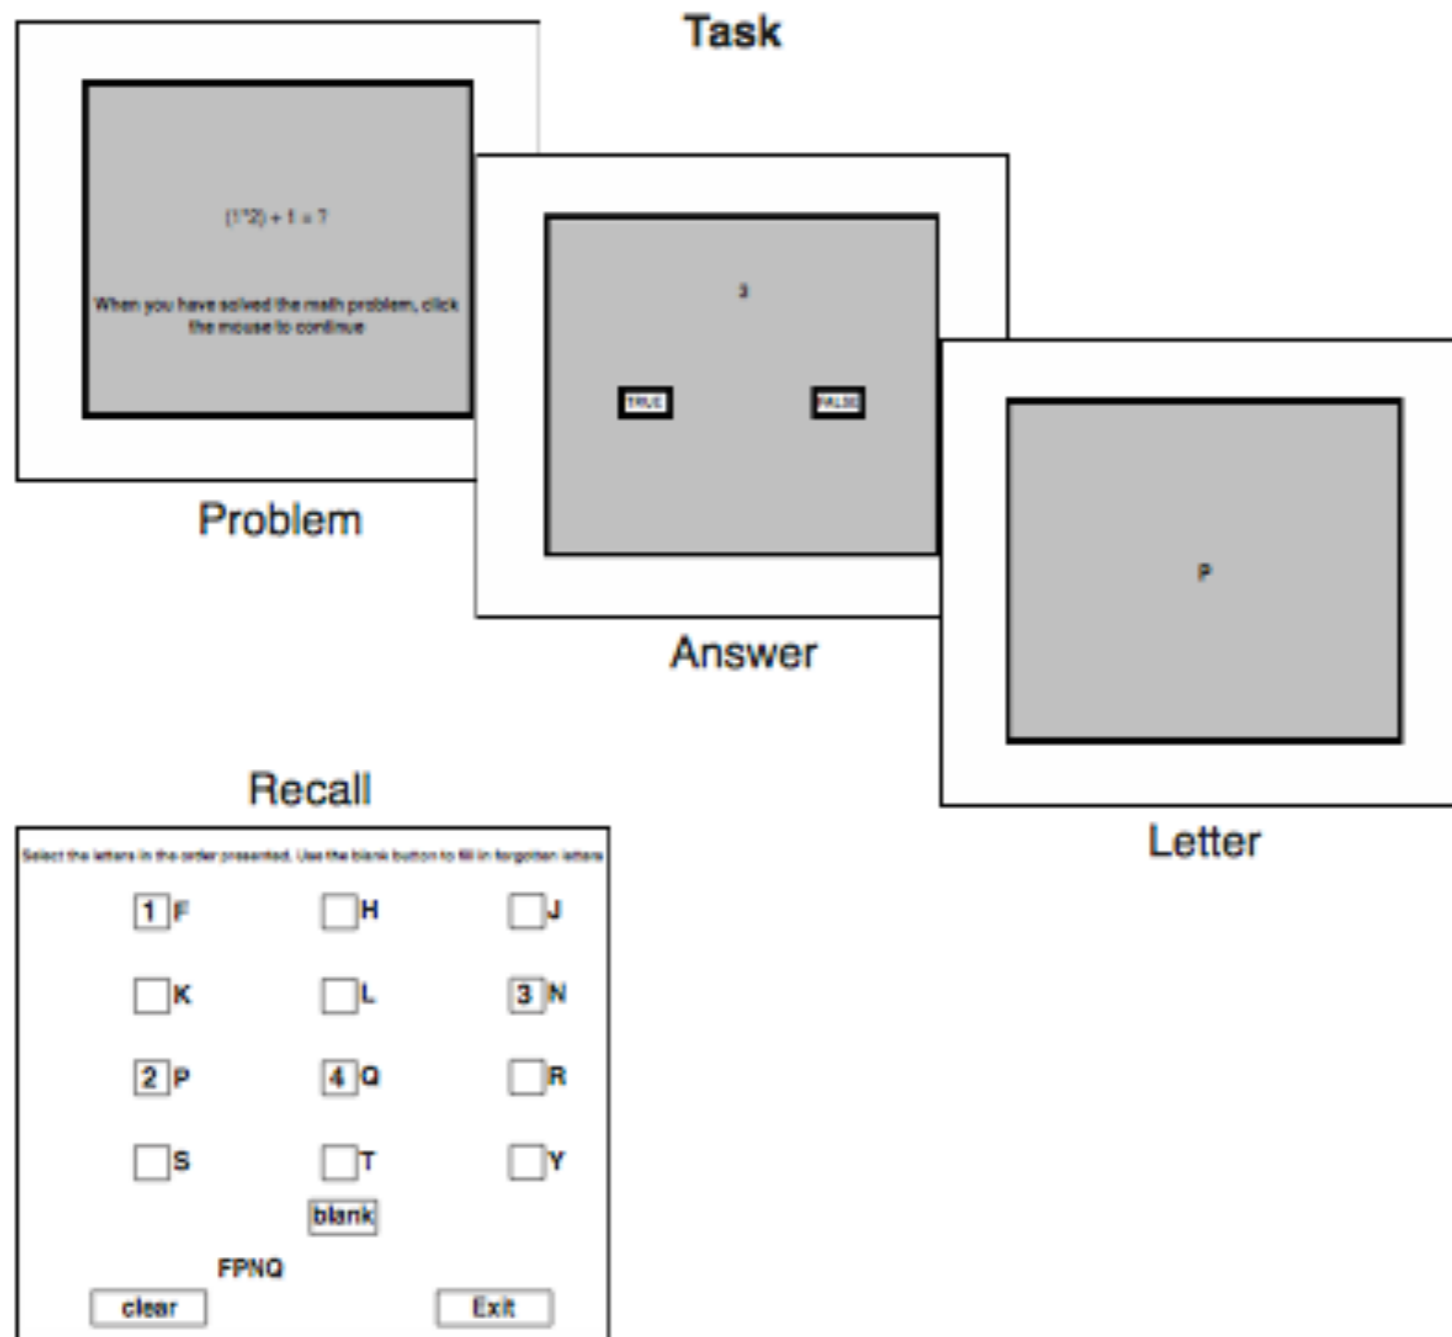 Task
(1*2) + 1 = ?
When you have solved the math problem, click
the mouse to continue
Problem
3
TRUE
FALSE
Answer
P
Letter
Recall
Select the letters in the order presented. Use the blank button to fill in forgotten letters
1 F
H
J
K
L
3 N
2 P
4 Q
R
S
T
Y
blank
FPNQ
clear
Exit